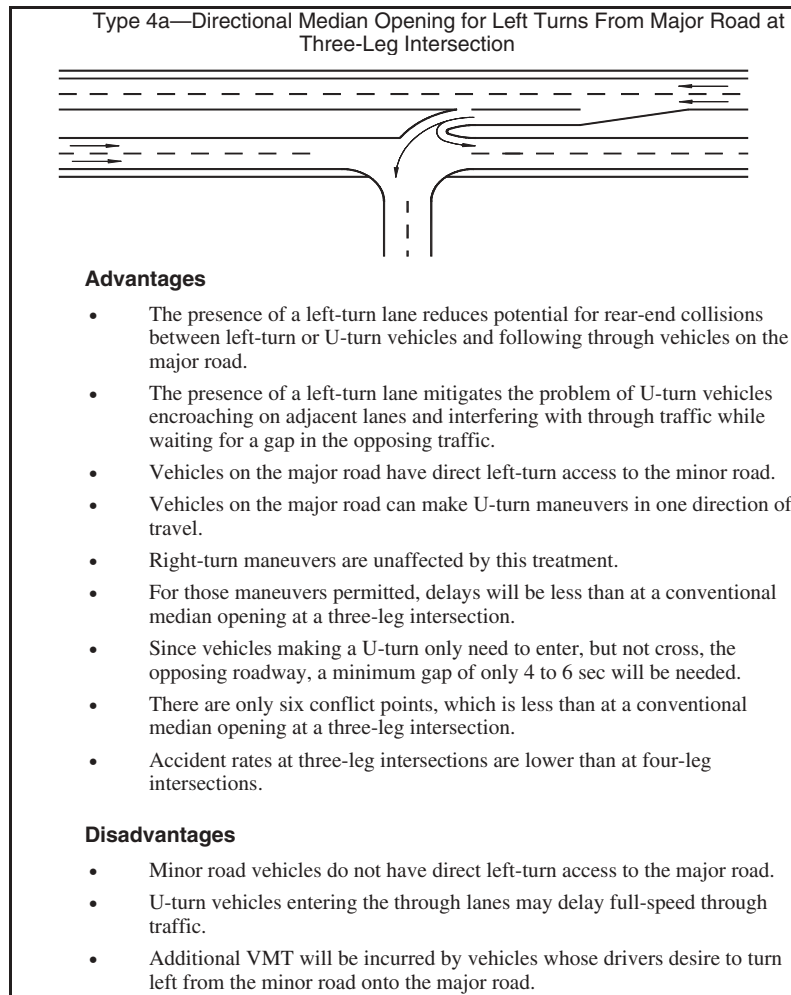 Type 4a—Directional Median Opening for Left Turns From Major Road at
Three-Leg Intersection
Advantages
• The presence of a left-turn lane reduces potential for rear-end collisions
between left-turn or U-turn vehicles and following through vehicles on the
major road.
• The presence of a left-turn lane mitigates the problem of U-turn vehicles
encroaching on adjacent lanes and interfering with through traffic while
waiting for a gap in the opposing traffic.
• Vehicles on the major road have direct left-turn access to the minor road.
• Vehicles on the major road can make U-turn maneuvers in one direction of
travel.
• Right-turn maneuvers are unaffected by this treatment.
• For those maneuvers permitted, delays will be less than at a conventional
median opening at a three-leg intersection.
• Since vehicles making a U-turn only need to enter, but not cross, the
opposing roadway, a minimum gap of only 4 to 6 sec will be needed.
• There are only six conflict points, which is less than at a conventional
median opening at a three-leg intersection.
• Accident rates at three-leg intersections are lower than at four-leg
intersections.
Disadvantages
• Minor road vehicles do not have direct left-turn access to the major road.
• U-turn vehicles entering the through lanes may delay full-speed through
traffic.
• Additional VMT will be incurred by vehicles whose drivers desire to turn
left from the minor road onto the major road.